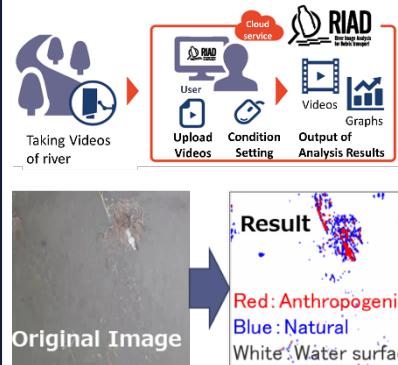 Cloud
service
RIAD
River Image Analysis
for Debris transport
RIAD
User
Taking Videos
of river
Upload
Videos
Condition
Setting
Videos
Graphs
Output of
Analysis Results
Original Image
Result
Red：Anthropogeni
Blue：Natural
White：Water surfa